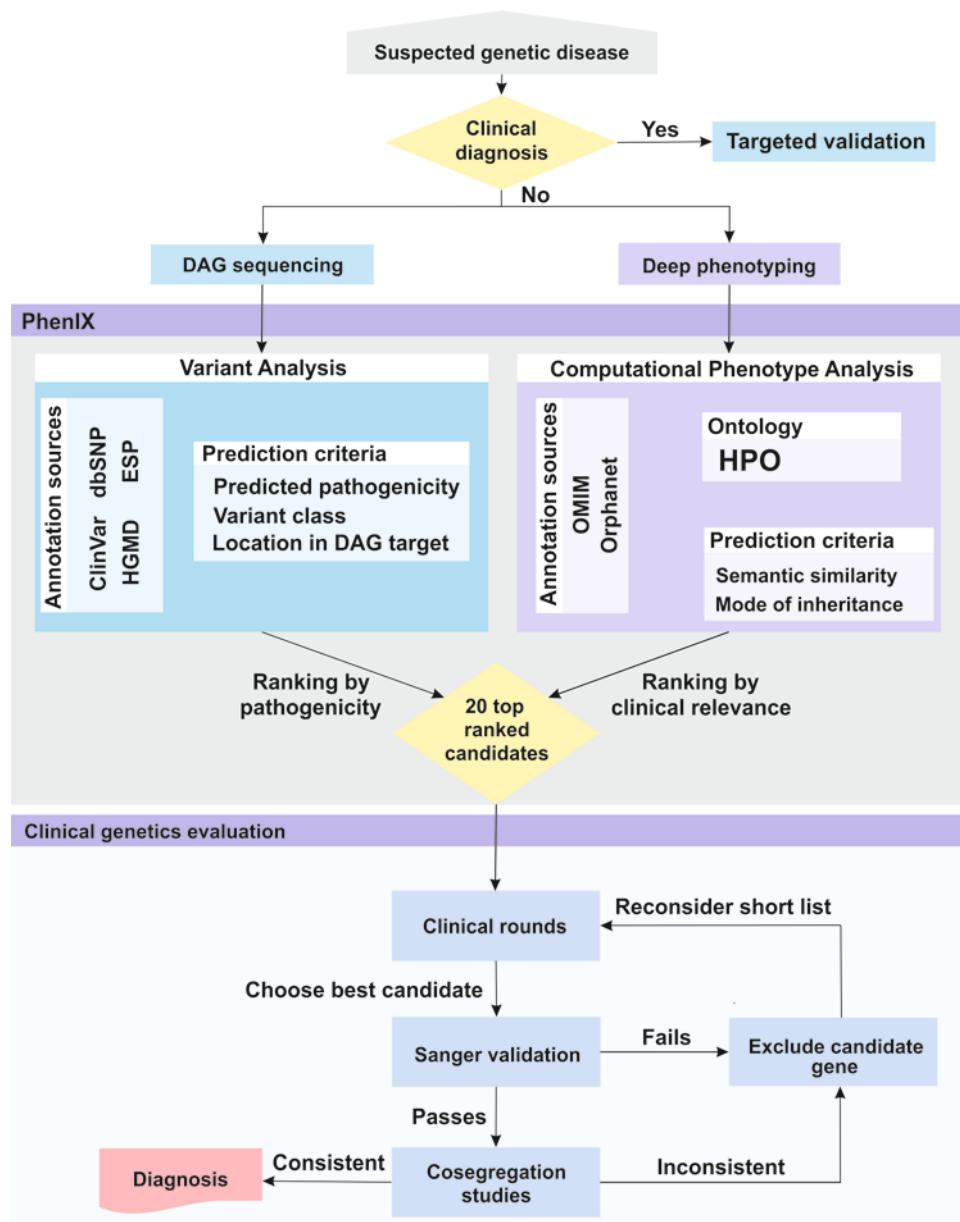 Suspected genetic disease
Clinical
diagnosis
Yes
Targeted validation
No
DAG sequencing
Deep phenotyping
PhenIX
Variant Analysis
Annotation sources
ClinVar dbSNP
HGMD ESP
Prediction criteria
Predicted pathogenicity
Variant class
Location in DAG target
Computational Phenotype Analysis
Annotation sources
OMIM
Orphanet
Ontology
HPO
Prediction criteria
Semantic similarity
Mode of inheritance
Ranking by
pathogenicity
20 top
ranked
candidates
Ranking by
clinical relevance
Clinical genetics evaluation
Clinical rounds
Reconsider short list
Choose best candidate
Sanger validation
Fails
Exclude candidate
gene
Passes
Diagnosis
Consistent
Cosegregation
studies
Inconsistent